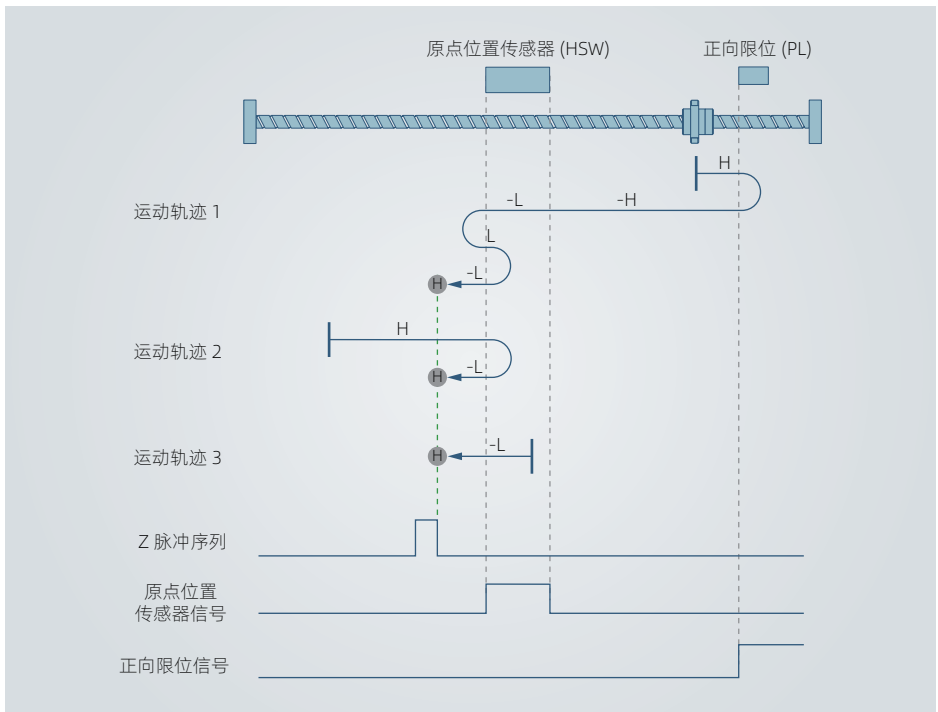 原点位置传感器 (HSW)
正向限位 (PL)
H
运动轨迹 1
-L
-H
L
-L
H
H
运动轨迹 2
-L
H
-L
运动轨迹 3
H
Z 脉冲序列
原点位置
传感器信号
正向限位信号